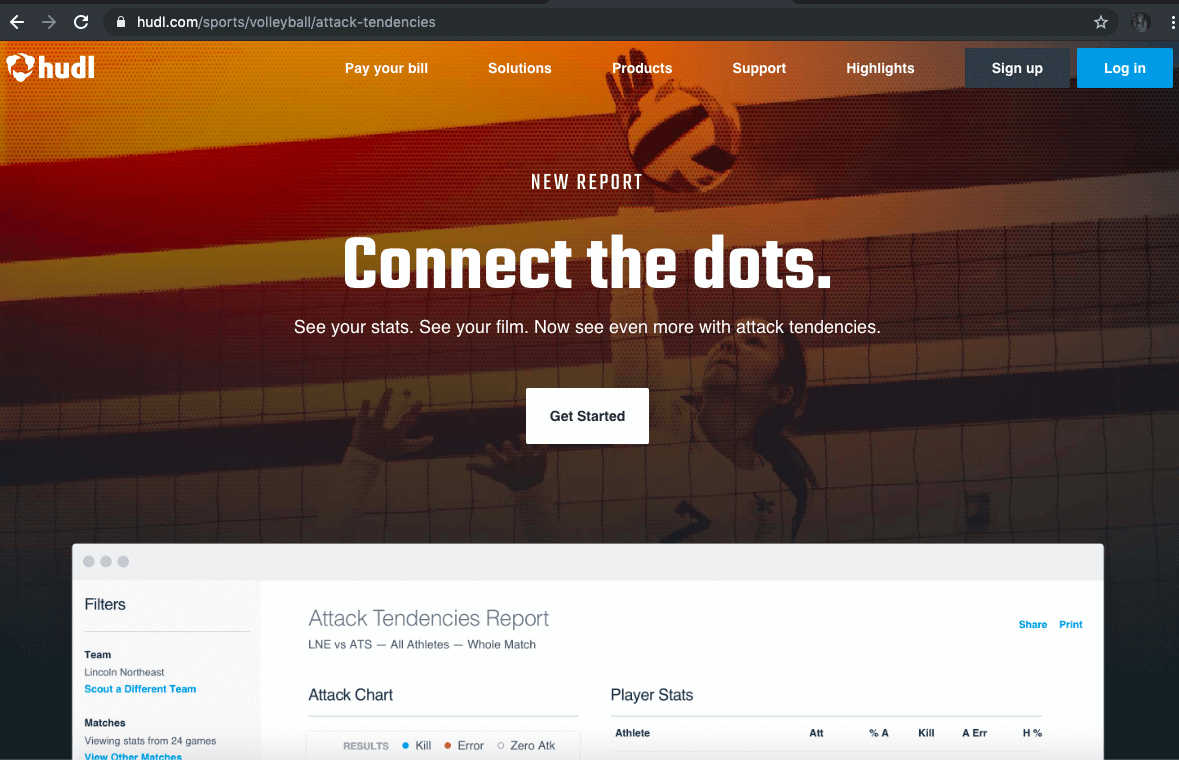 hudl.com/sports/volleyball/attack-tendencies
hudl
Pay your bill Solutions Products Support Highlights Sign up Log in
NEW REPORT
Connect the dots.
See your stats. See your film. Now see even more with attack tendencies.
Get Started
Filters
Team
Lincoln Northeast
Scout a Different Team
Matches
Viewing stats from 24 games
View Other Matches
Attack Tendencies Report
LNE vs ATS — All Athletes — Whole Match
Share Print
Attack Chart
RESULTS Kill Error Zero Atk
Player Stats
Athlete Att % A Kill A Err H %